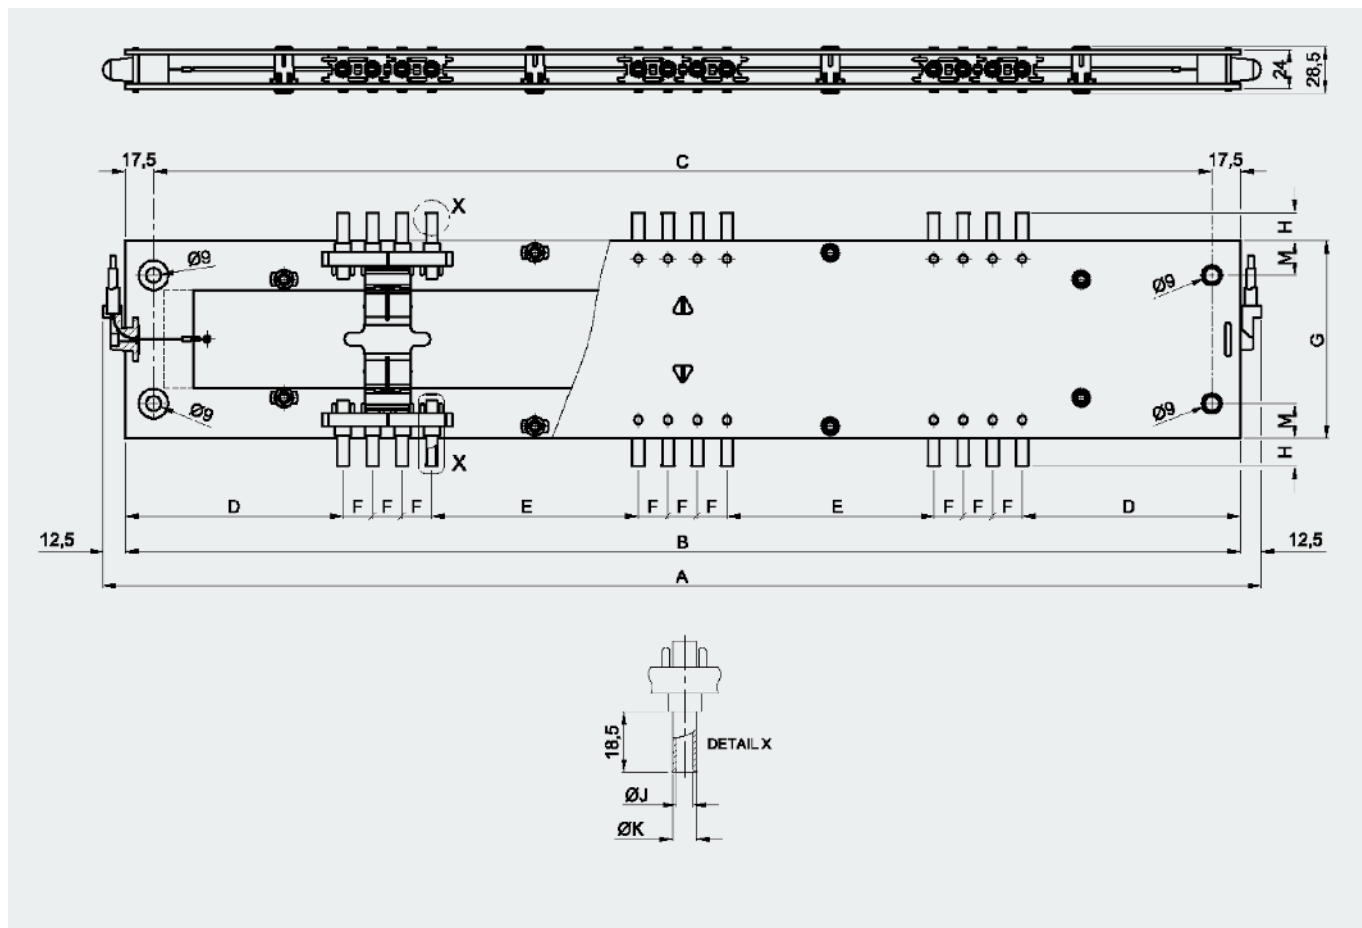 24
28,5
17,5 C 17,5
X
H
Ø9
M
Ø9
G
Ø9
Ø9
M
X
H
D F F F E F F F E F F F D
12,5 B 12,5
A
18,5
DETAIL X
ØJ
ØK